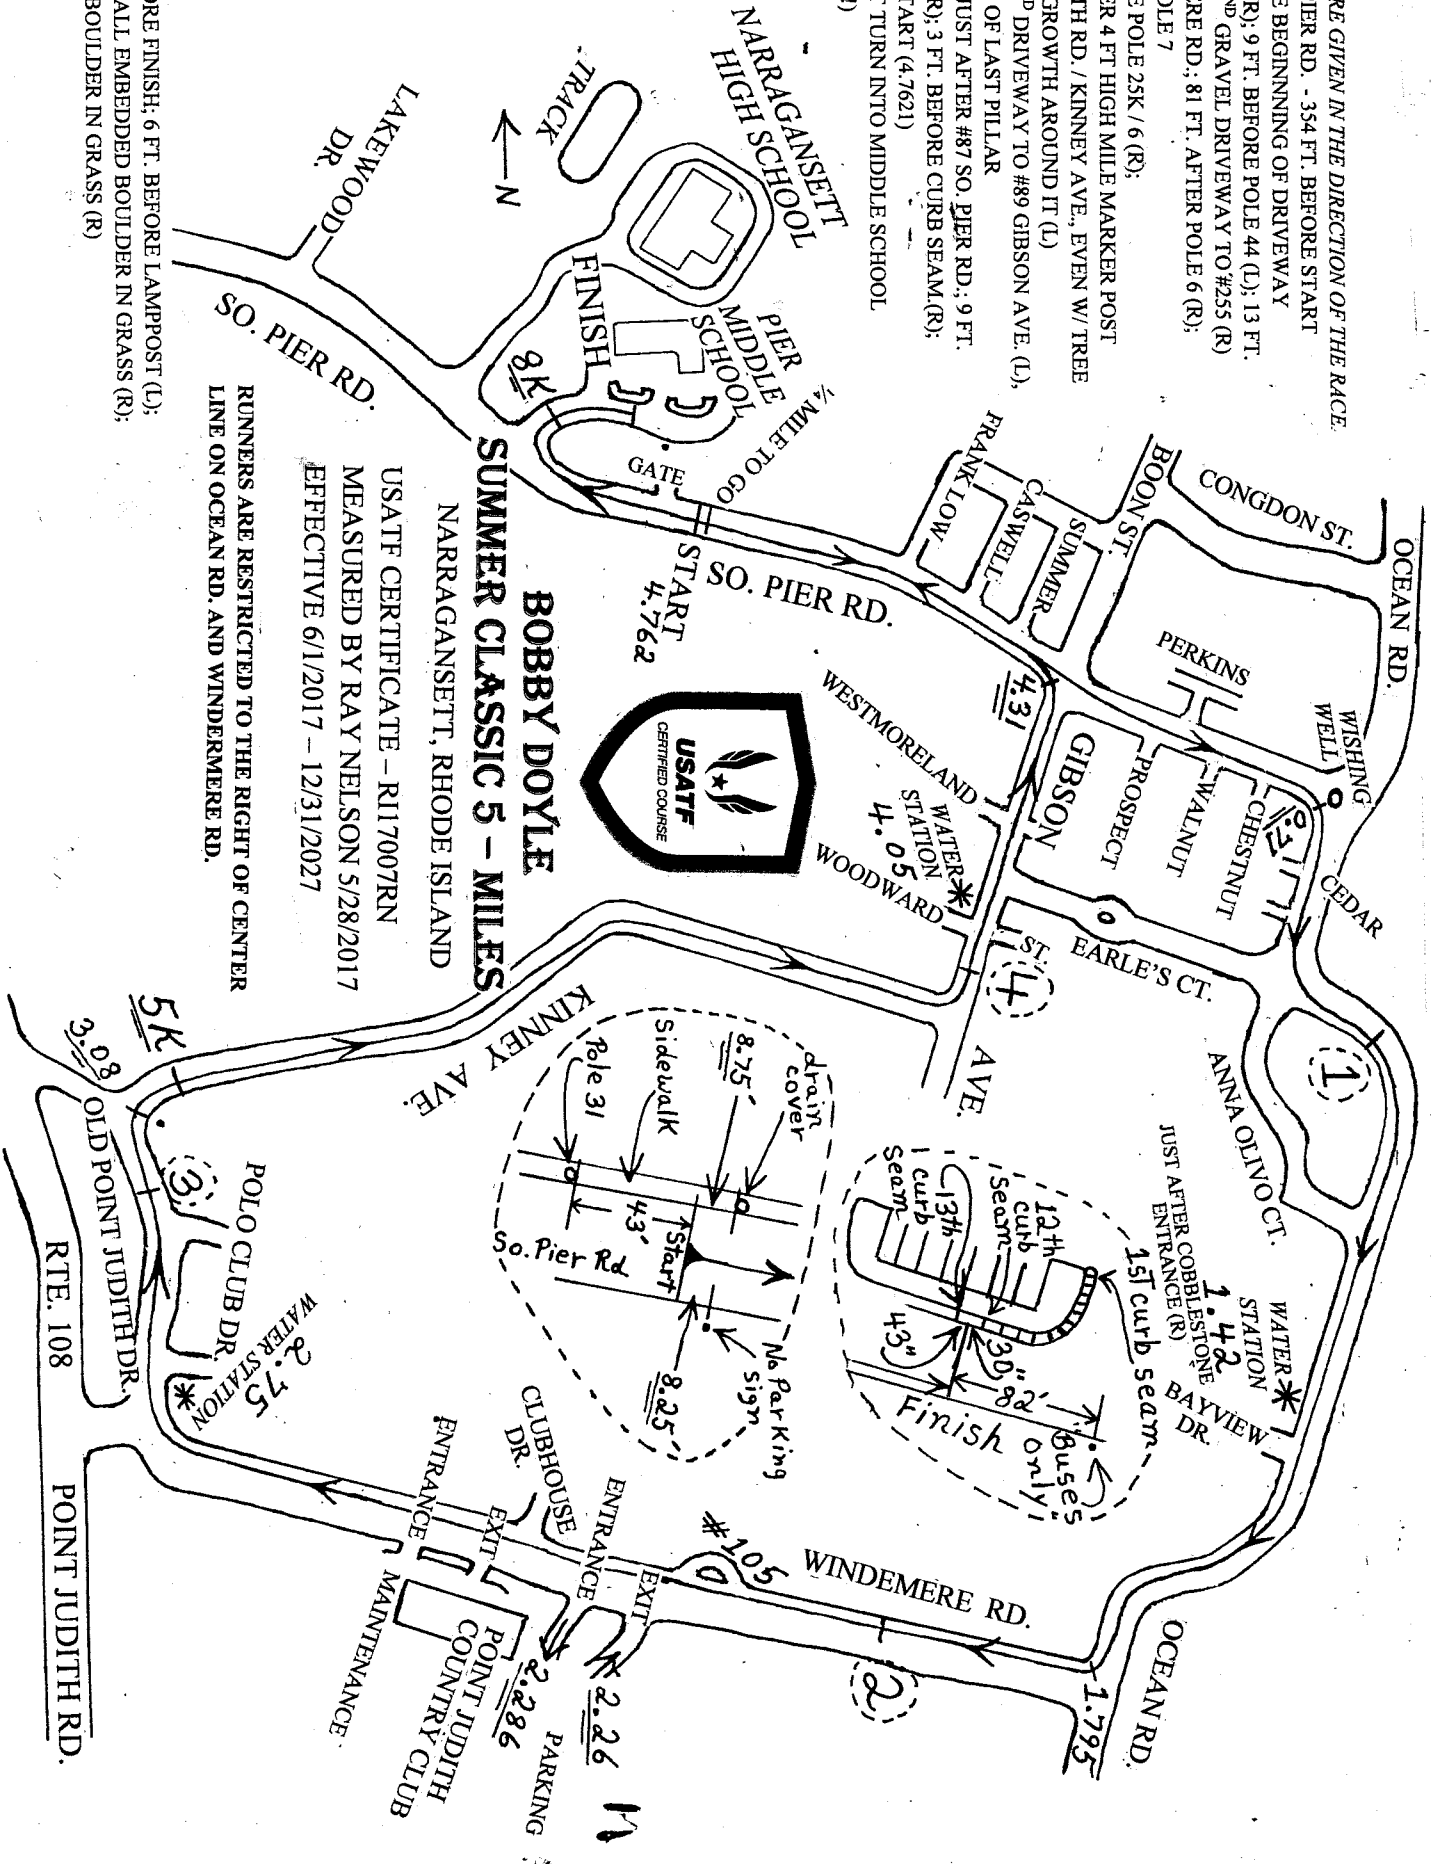 RE GIVEN IN THE DIRECTION OF THE RACE.
PIER RD. - 354 FT. BEFORE START
E BEGINNING OF DRIVEWAY
R); 9 FT. BEFORE POLE 44 (L); 13 FT.
ND GRAVEL DRIVEWAY TO #255 (R)
ERE RD.; 81 FT. AFTER POLE 6 (R);
OLE 7
E POLE 25K / 6 (R);
ER 4 FT HIGH MILE MARKER POST
TH RD. / KINNEY AVE., EVEN W/ TREE
GROWTH AROUND IT (L)
D DRIVEWAY TO #89 GIBSON AVE. (L),
OF LAST PILLAR
JUST AFTER #87 SO. PIER RD.; 9 FT.
R); 3 FT. BEFORE CURB SEAM.(R);
TART (4.7621)
T TURN INTO MIDDLE SCHOOL
ORE FINISH; 6 FT. BEFORE LAMPPOST (L);
ALL EMBEDDED BOULDER IN GRASS (R);
BOULDER IN GRASS (R)
OCEAN RD.
CONGDON ST.
BOON ST.
SUMMER
CASWELL
FRANK LOW
PERKINS
WISHING
WELL
.7
CEDAR
CHESTNUT
WALNUT
PROSPECT
GIBSON
AVE.
EARLE'S CT.
ST.
ANNA OLIVO CT.
1
WATER
STATION
1.42
JUST AFTER COBBLESTONE
ENTRANCE (R)
BAYVIEW
DR.
OCEAN RD.
1.795
WINDEMERE RD.
2
#105
EXIT
2.26
ENTRANCE
2.286
PARKING
CLUBHOUSE
DR.
EXIT
ENTRANCE
MAINTENANCE
POINT JUDITH
COUNTRY CLUB
WATER STATION
2.75
POLO CLUB DR.
OLD POINT JUDITH DR.
RTE. 108
POINT JUDITH RD.
3
3.08
5K
KINNEY AVE.
4
WOODWARD
WATER
STATION
4.05
WESTMORELAND
4.31
SO. PIER RD.
START
4.762
¼ MILE TO GO
GATE
8K
FINISH
PIER
MIDDLE
SCHOOL
NARRAGANSETT
HIGH SCHOOL
TRACK
N
LAKEWOOD
DR.
SO. PIER RD.
1st curb seam
12th
curb
seam
13th
curb
seam
30"
43"
82'
"Buses
only"
Finish
drain
cover
8.75'
Sidewalk
Pole 31
43'
Start
So. Pier Rd
No Parking
sign
8.25'
USATF
CERTIFIED COURSE
BOBBY DOYLE
SUMMER CLASSIC 5 – MILES
NARRAGANSETT, RHODE ISLAND
USATF CERTIFICATE – RI17007RN
MEASURED BY RAY NELSON 5/28/2017
EFFECTIVE 6/1/2017 – 12/31/2027
RUNNERS ARE RESTRICTED TO THE RIGHT OF CENTER
LINE ON OCEAN RD. AND WINDERMERE RD.